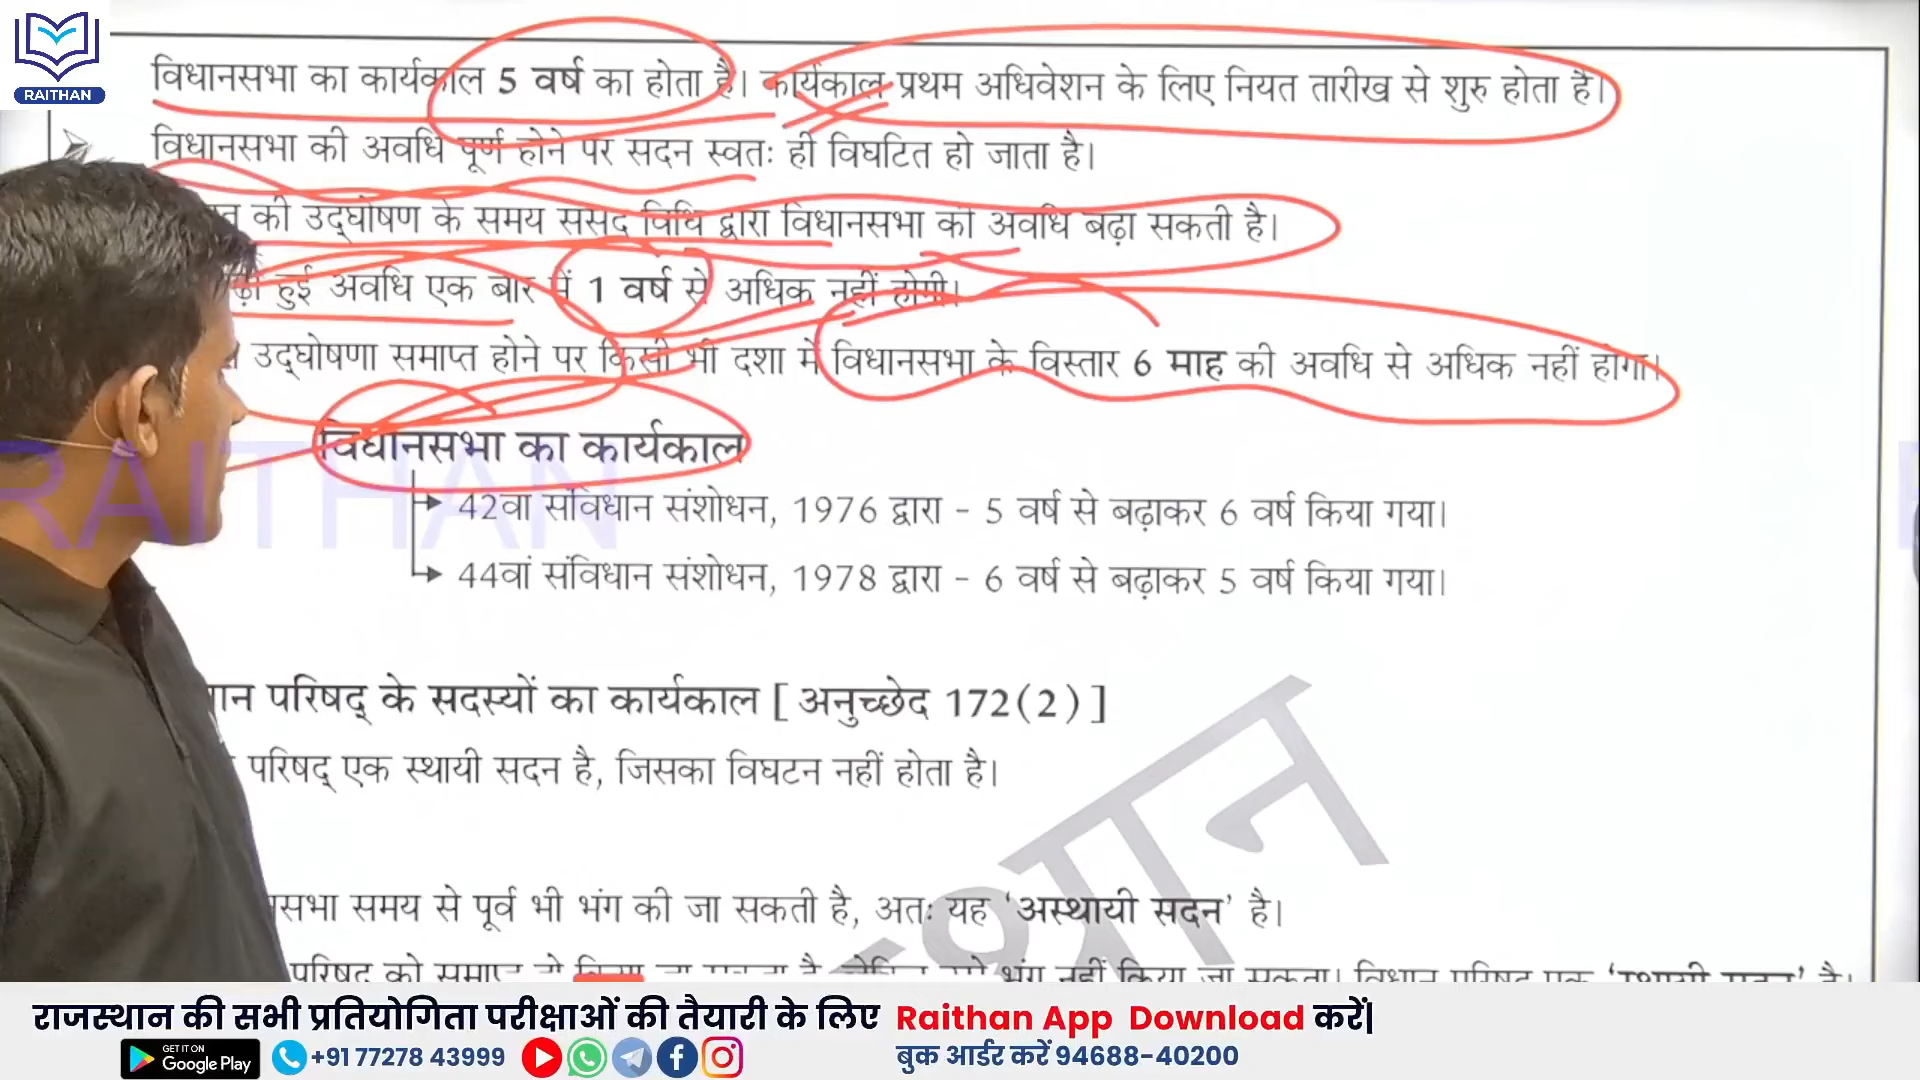 RAITHAN
विधानसभा का कार्यकाल 5 वर्ष का होता है। कार्यकाल प्रथम अधिवेशन के लिए नियत तारीख से शुरु होता है।
विधानसभा की अवधि पूर्ण होने पर सदन स्वतः ही विघटित हो जाता है।
की उद्घोषण के समय संसद विधि द्वारा विधानसभा की अवधि बढ़ा सकती है।
हुई अवधि एक बार में 1 वर्ष से अधिक नहीं होगी।
उद्घोषणा समाप्त होने पर किसी भी दशा में विधानसभा के विस्तार 6 माह की अवधि से अधिक नहीं होगा।
विधानसभा का कार्यकाल
42वां संविधान संशोधन, 1976 द्वारा - 5 वर्ष से बढ़ाकर 6 वर्ष किया गया।
RAITHAN
44वां संविधान संशोधन, 1978 द्वारा - 6 वर्ष से बढ़ाकर 5 वर्ष किया गया।
परिषद् के सदस्यों का कार्यकाल [ अनुच्छेद 172(2) ]
परिषद् एक स्थायी सदन है, जिसका विघटन नहीं होता है।
समय से पूर्व भी भंग की जा सकती है, अतः यह 'अस्थायी सदन' है।
राजस्थान की सभी प्रतियोगिता परीक्षाओं की तैयारी के लिए Raithan App Download करें|
GET IT ON
Google Play
+91 77278 43999
बुक आर्डर करें 94688-40200